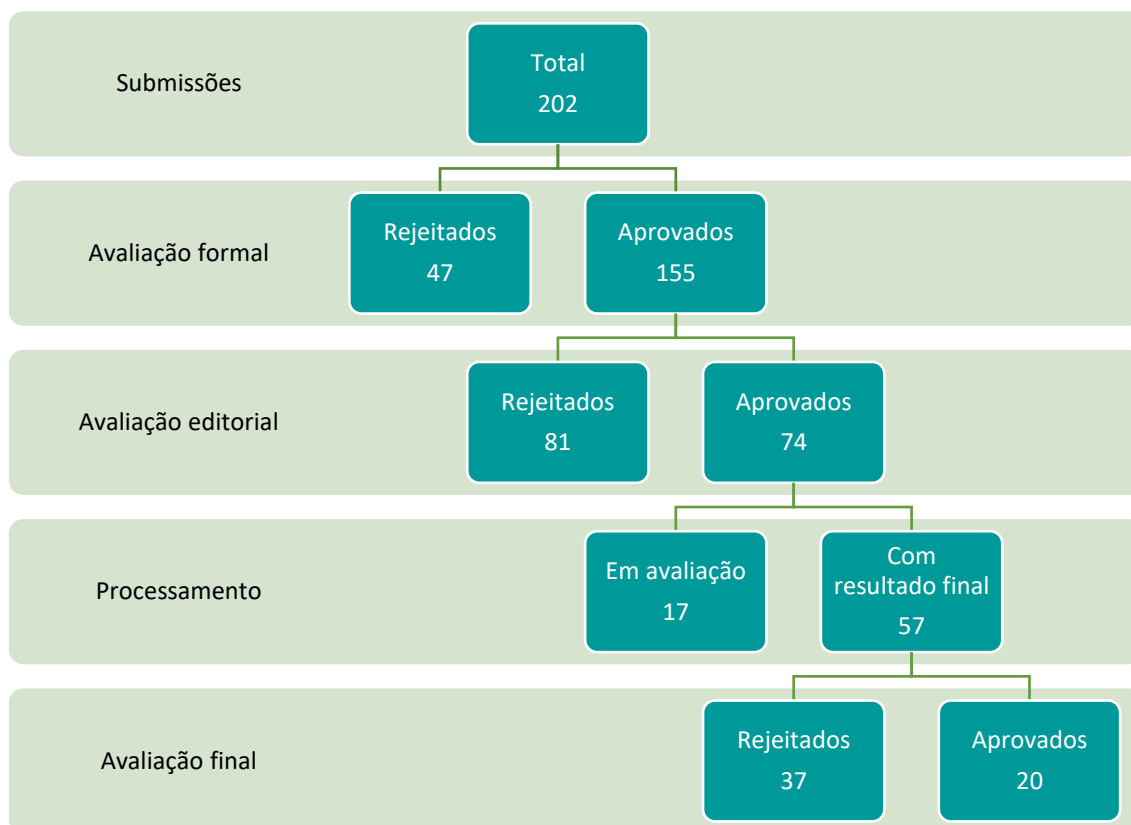 Submissões
Total
202
Avaliação formal
Rejeitados
47
Aprovados
155
Avaliação editorial
Rejeitados
81
Aprovados
74
Processamento
Em avaliação
17
Com
resultado final
57
Avaliação final
Rejeitados
37
Aprovados
20